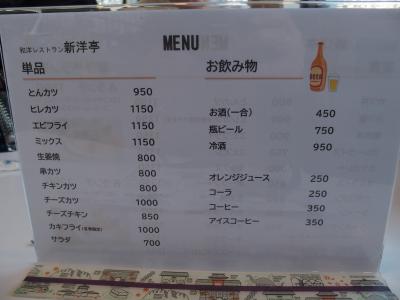 和洋レストラン 新洋亭
MENU
単品
とんカツ 950
ヒレカツ 1150
エビフライ 1150
ミックス 1150
生姜焼 800
串カツ 800
チキンカツ 800
チーズカツ 1000
チーズチキン 850
カキフライ 1000
サラダ 700
お飲み物
BEER
お酒(一合) 450
瓶ビール 750
冷酒 950
オレンジジュース 250
コーラ 250
コーヒー 350
アイスコーヒー 350